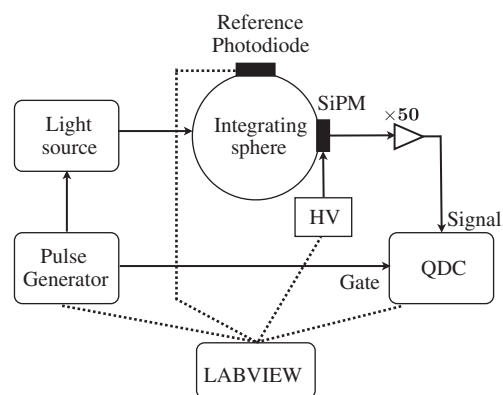 Reference
Photodiode
SiPM
×50
Light
source
Integrating
sphere
HV
Signal
Pulse
Generator
Gate
QDC
LABVIEW